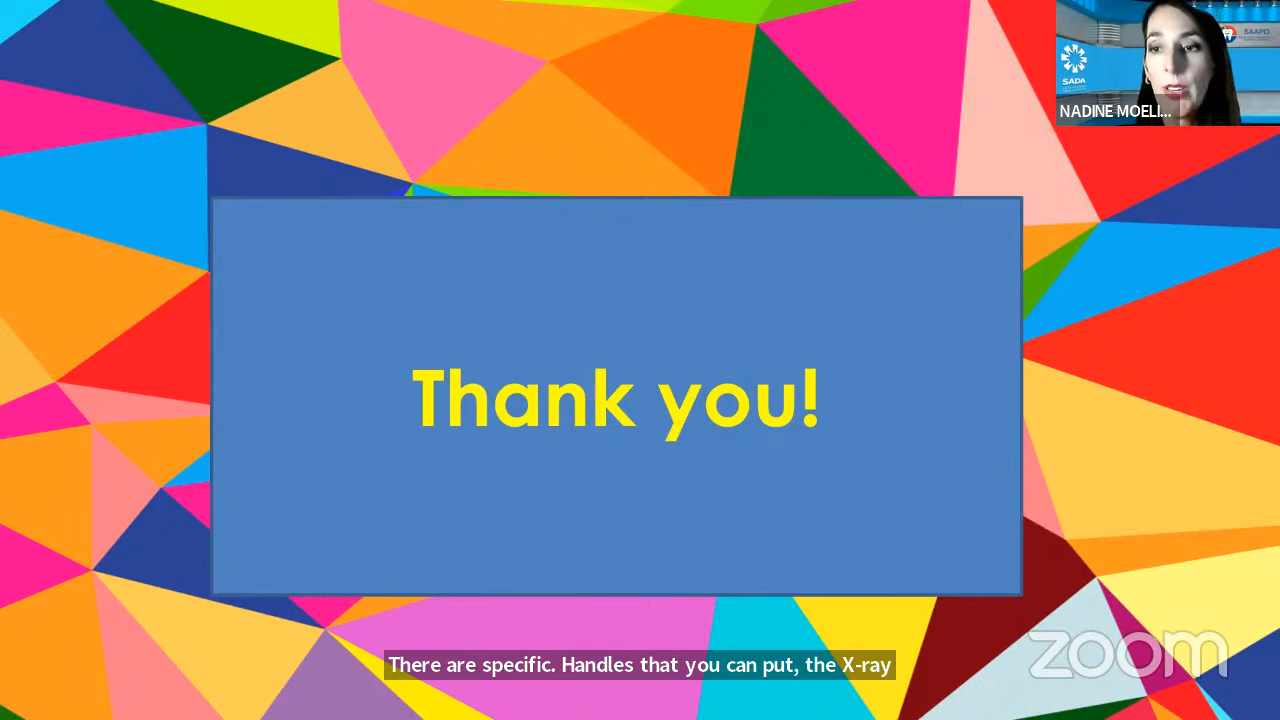 SADA
SAAPD
NADINE MOELI...
Thank you!
There are specific. Handles that you can put, the X-ray
zoom